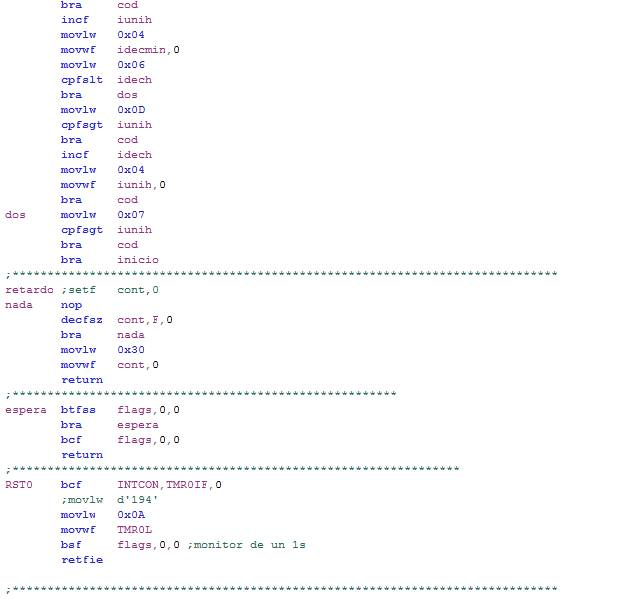 bra cod
incf iunih
movlw 0x04
movwf idecmin,0
movlw 0x06
cpfslt idech
bra dos
movlw 0x0D
cpfsgt iunih
bra cod
incf idech
movlw 0x04
movwf iunih,0
bra cod
dos movlw 0x07
cpfsgt iunih
bra cod
bra inicio
;******************************************************************************
retardo ;setf cont,0
nada nop
decfsz cont,F,0
bra nada
movlw 0x30
movwf cont,0
return
;*******************************************************
espera btfss flags,0,0
bra espera
bcf flags,0,0
return
;****************************************************************
RST0 bcf INTCON,TMR0IF,0
;movlw d'194'
movlw 0x0A
movwf TMR0L
bsf flags,0,0 ;monitor de un 1s
retfie
;******************************************************************************